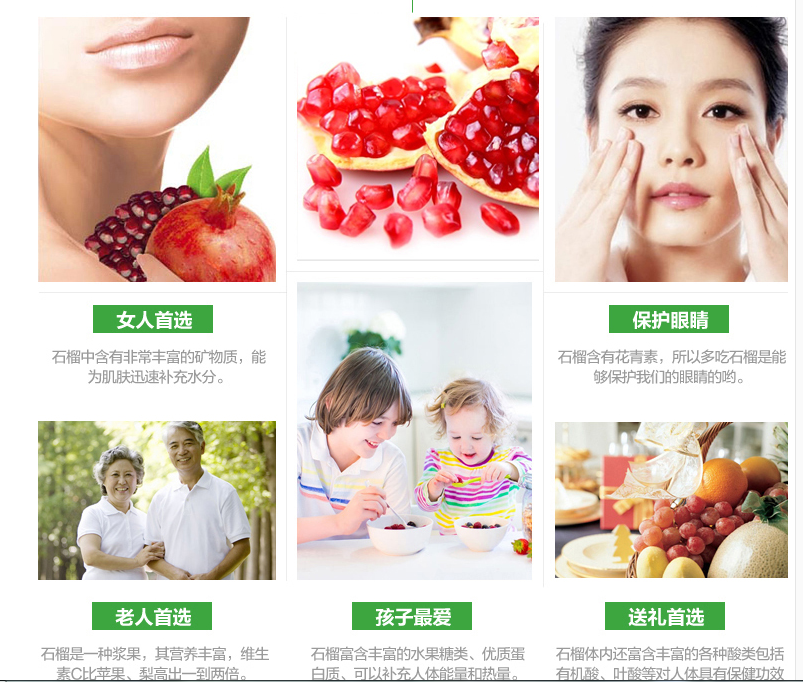 女人首选
石榴中含有非常丰富的矿物质，能
为肌肤迅速补充水分。
保护眼睛
石榴含有花青素，所以多吃石榴是能
够保护我们的眼睛的哟。
老人首选
石榴是一种浆果，其营养丰富，维生
素C比苹果、梨高出一到两倍。
孩子最爱
石榴富含丰富的水果糖类、优质蛋
白质、可以补充人体能量和热量。
送礼首选
石榴体内还富含丰富的各种酸类包括
有机酸、叶酸等对人体具有保健功效